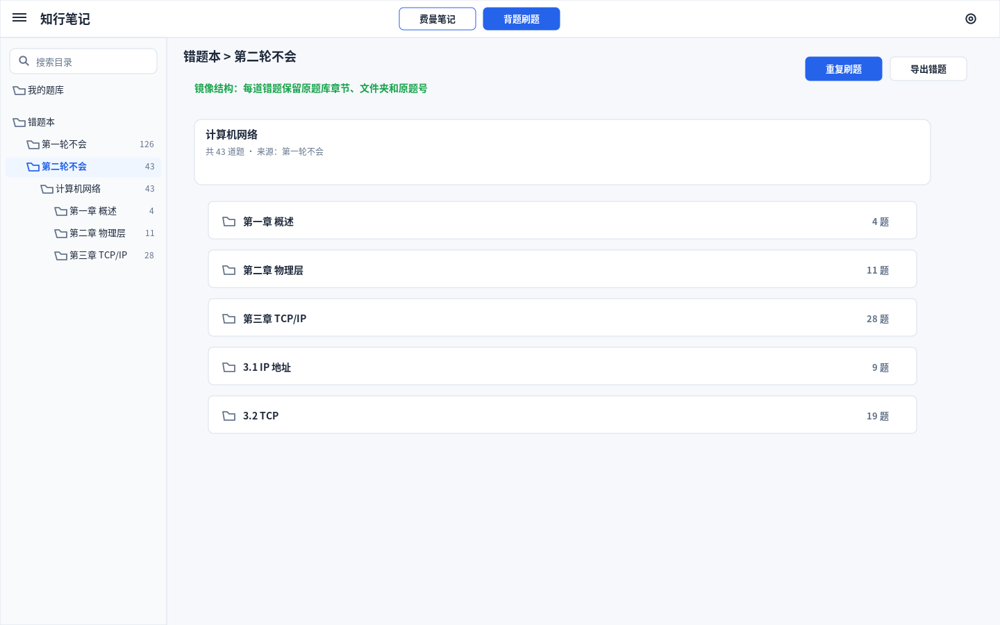 知行笔记
费曼笔记
背题刷题
搜索目录
我的题库
错题本
第一轮不会 126
第二轮不会 43
计算机网络 43
第一章 概述 4
第二章 物理层 11
第三章 TCP/IP 28
错题本 > 第二轮不会
重复刷题
导出错题
镜像结构：每道错题保留原题库章节、文件夹和原题号
计算机网络
共 43 道题 · 来源：第一轮不会
第一章 概述 4 题
第二章 物理层 11 题
第三章 TCP/IP 28 题
3.1 IP 地址 9 题
3.2 TCP 19 题